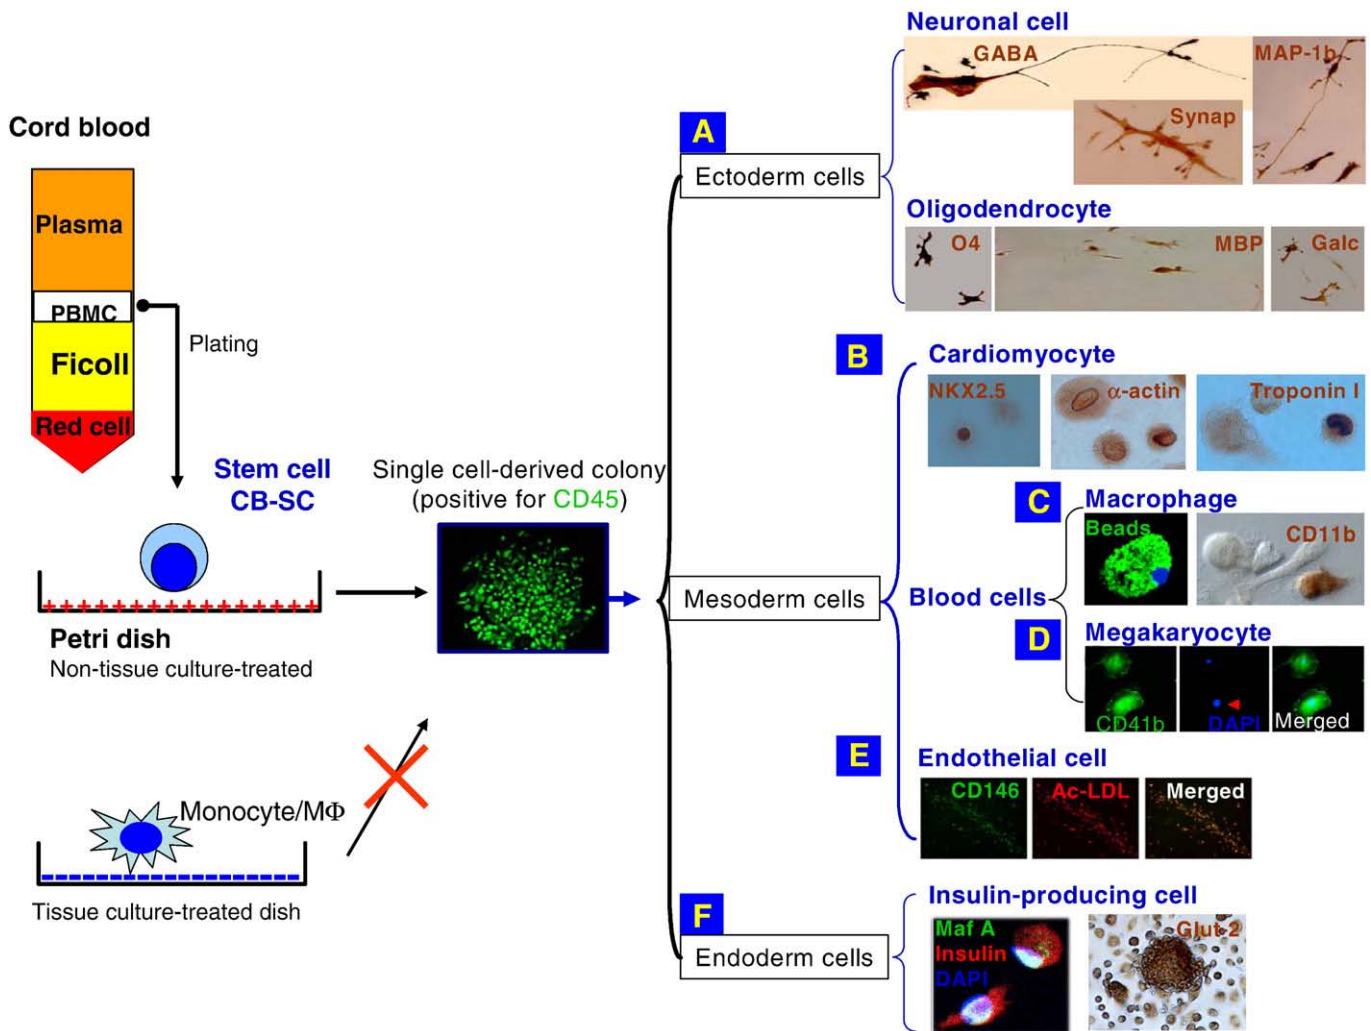 Cord blood
Plasma
PBMC
Ficoll
Red cell
Plating
Stem cell
CB-SC
Petri dish
Non-tissue culture-treated
Monocyte/MΦ
Tissue culture-treated dish
Single cell-derived colony
(positive for CD45)
A
Ectoderm cells
Neuronal cell
GABA
MAP-1b
Synap
Oligodendrocyte
O4
MBP
Galc
Mesoderm cells
B
Cardiomyocyte
NKX2.5
α-actin
Troponin I
Blood cells
C
Macrophage
Beads
CD11b
D
Megakaryocyte
CD41b
DAPI
Merged
E
Endothelial cell
CD146
Ac-LDL
Merged
F
Endoderm cells
Insulin-producing cell
Maf A
Insulin
DAPI
Glut-2